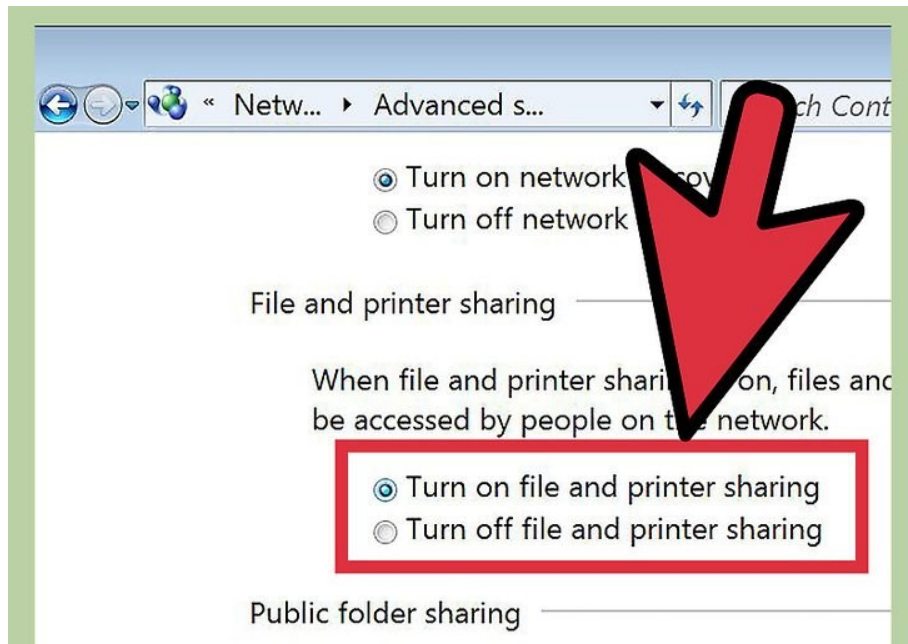 « Netw... ▸ Advanced s...
ch Cont
Turn on network
Turn off network
File and printer sharing
When file and printer on, files and
be accessed by people on network.
Turn on file and printer sharing
Turn off file and printer sharing
Public folder sharing